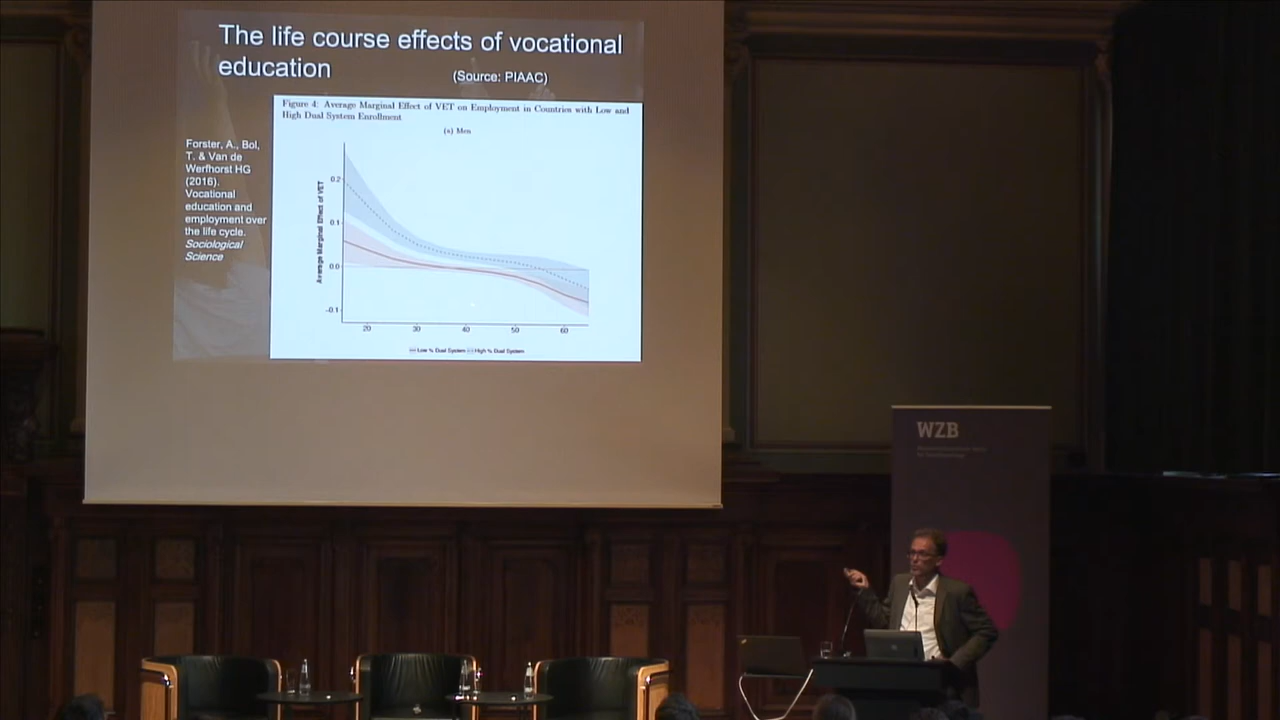 The life course effects of vocational
education
(Source: PIAAC)
Figure 4: Average Marginal Effect of VET on Employment in Countries with Low and
High Dual System Enrollment
(a) Men
Forster, A., Bol,
T. & Van de
Werfhorst HG
(2016).
Vocational
education and
employment over
the life cycle.
Sociological
Science
Average Marginal Effect of VET
0.2
0.1
0.0
-0.1
20
30
40
50
60
Low % Dual System High % Dual System
WZB